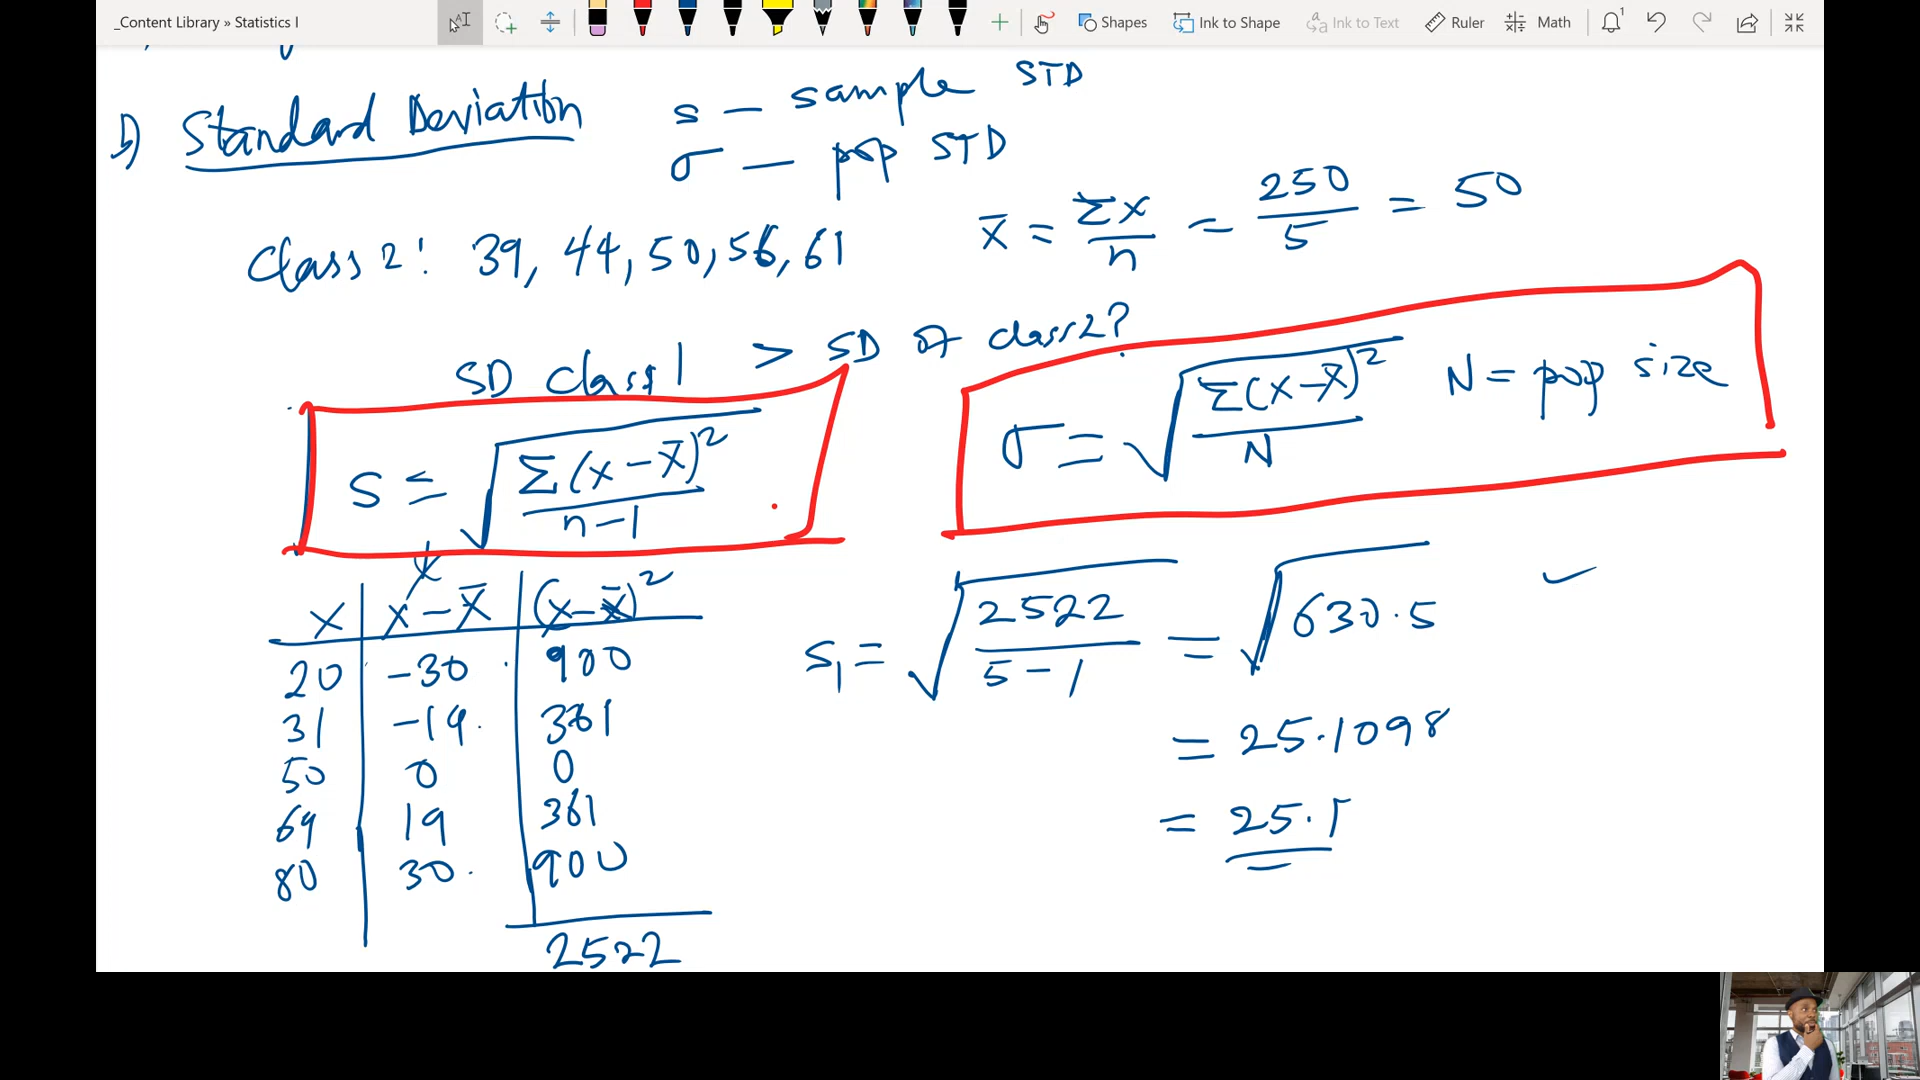 _Content Library » Statistics I
Shapes
Ink to Shape
Ink to Text
Ruler
Math
1
5) Standard Deviation
s — sample STD
σ — pop STD
Class 2: 39, 44, 50, 56, 61
x̄ = Σx/n = 250/5 = 50
SD class 1 > SD of class 2?
s = √(Σ(x-x̄)²/(n-1))
σ = √(Σ(x-x̄)²/N) N = pop size
x | x-x̄ | (x-x̄)²
20 | -30 | 900
31 | -19 | 361
50 | 0 | 0
69 | 19 | 361
80 | 30 | 900
2522
s₁ = √(2522/(5-1)) = √630.5
= 25.1098
= 25.1